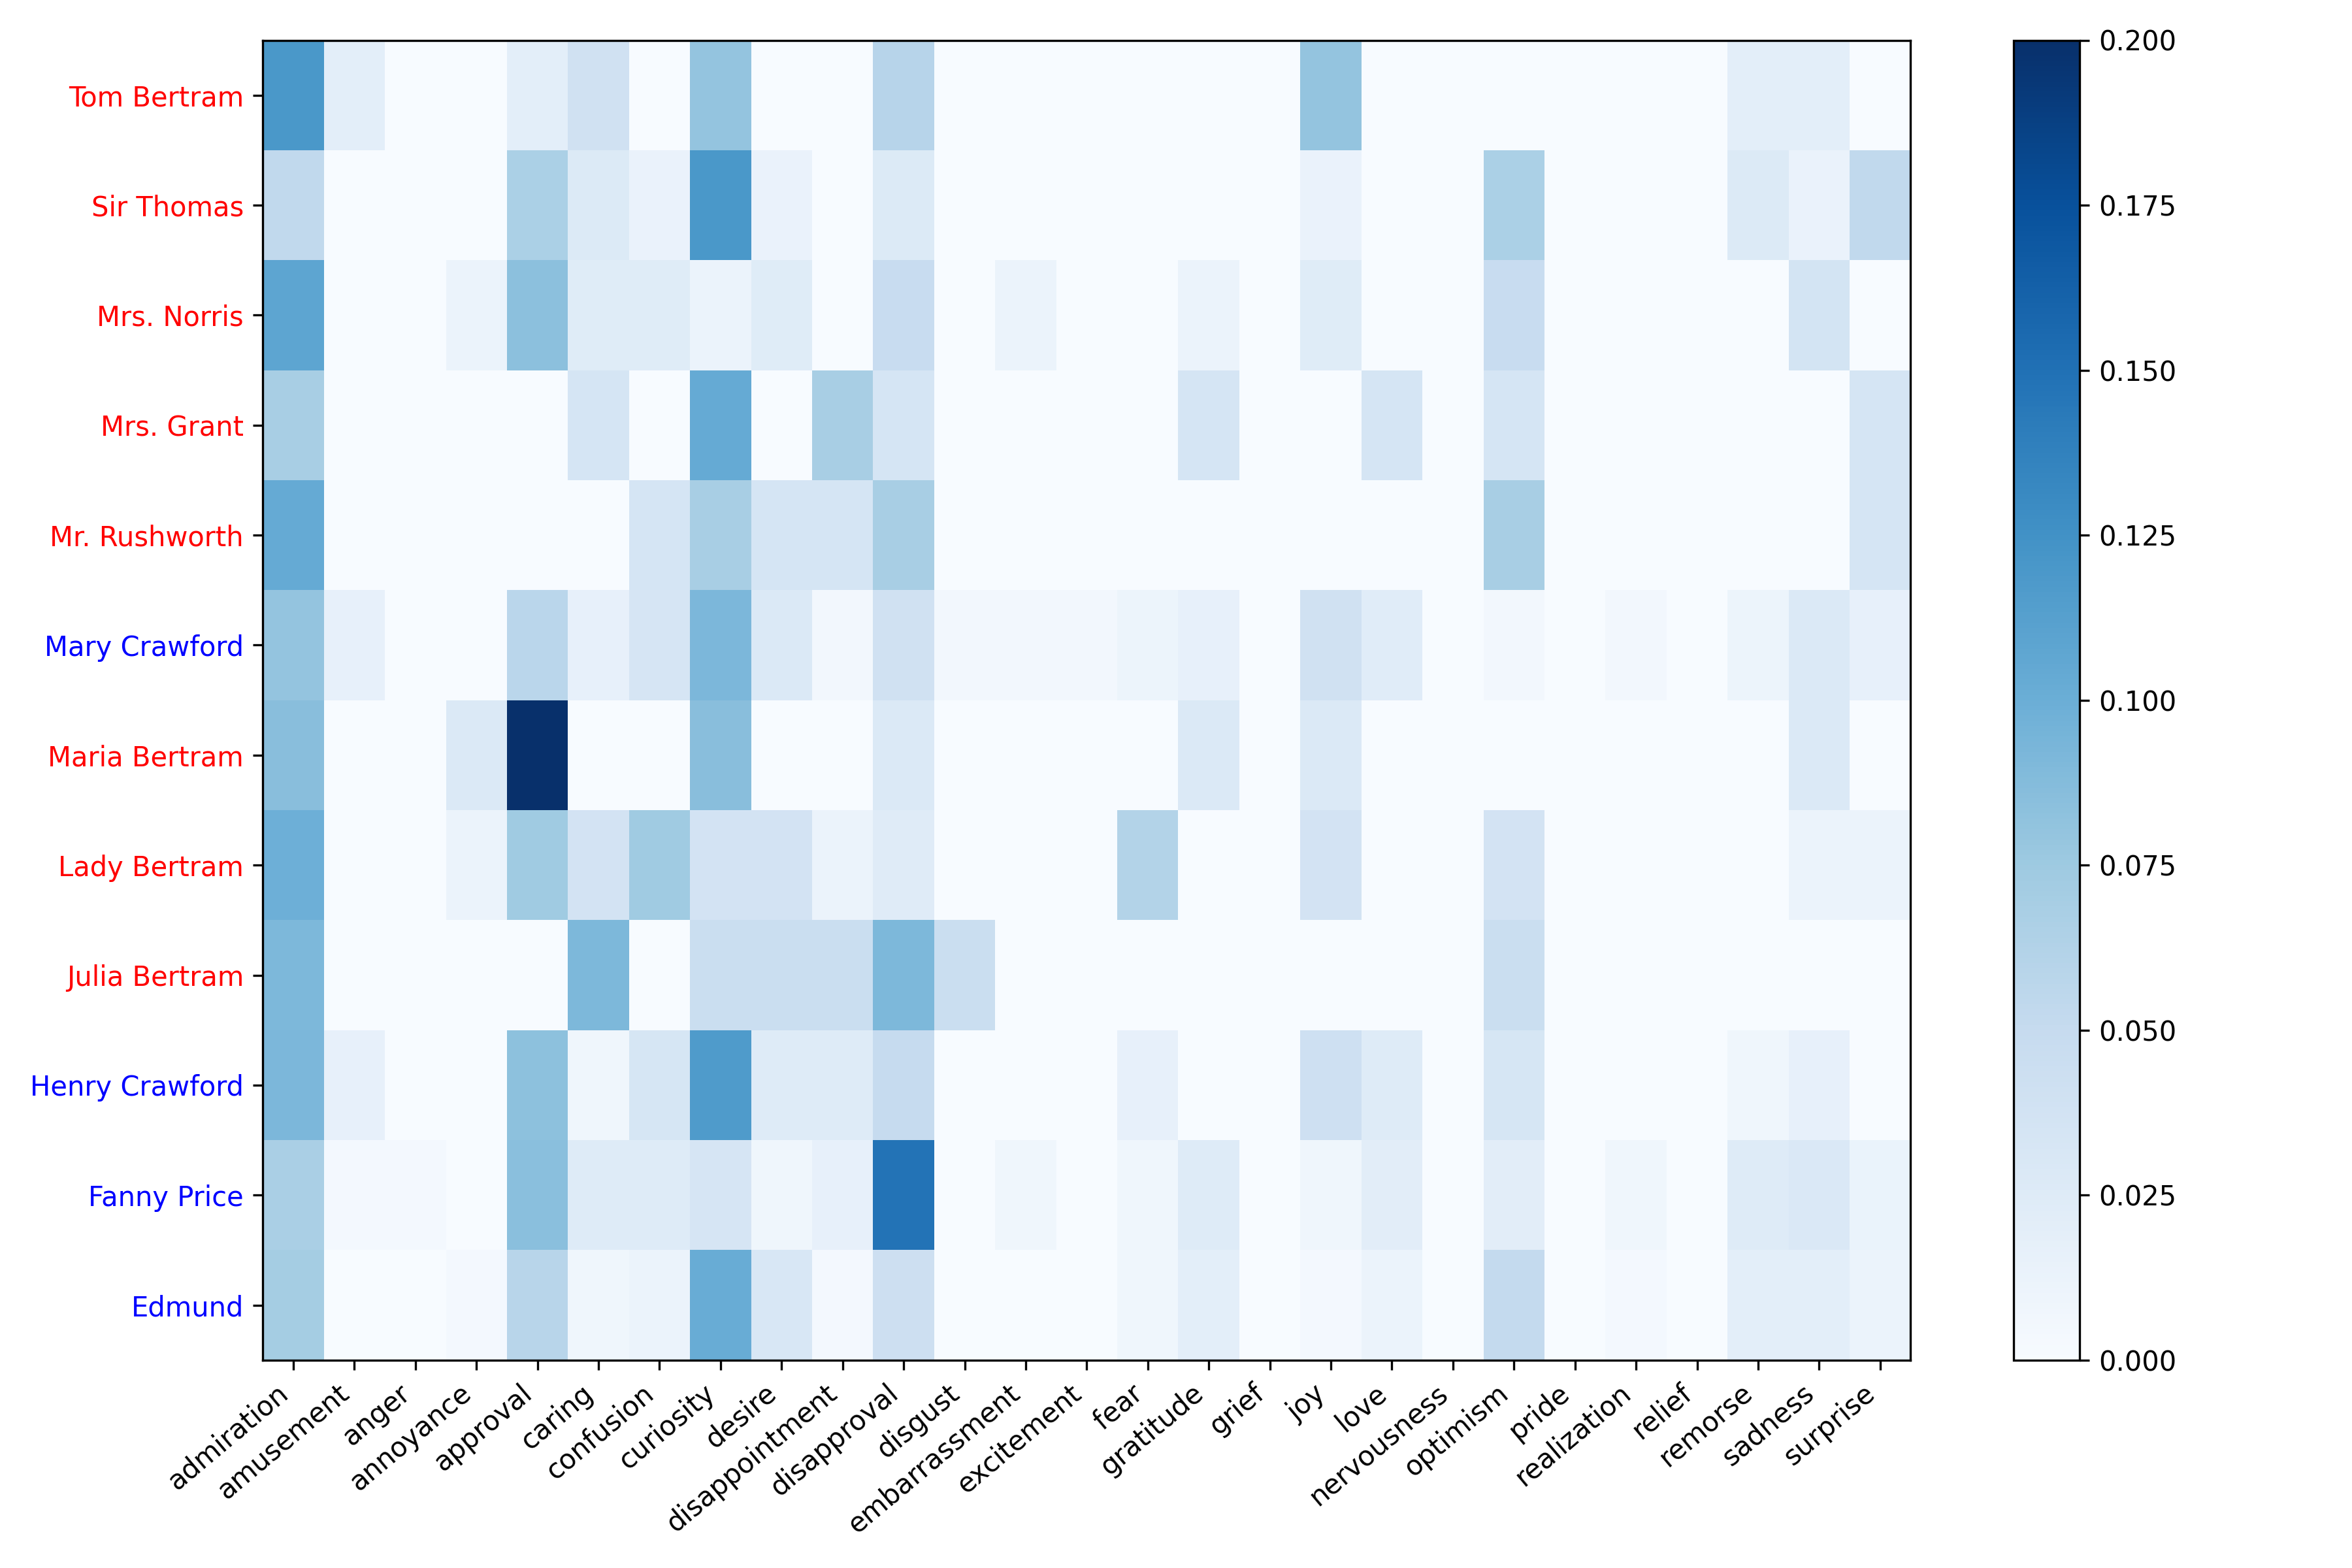 Tom Bertram
Sir Thomas
Mrs. Norris
Mrs. Grant
Mr. Rushworth
Mary Crawford
Maria Bertram
Lady Bertram
Julia Bertram
Henry Crawford
Fanny Price
Edmund
admiration
amusement
anger
annoyance
approval
caring
confusion
curiosity
desire
disappointment
disapproval
disgust
embarrassment
excitement
fear
gratitude
grief
joy
love
nervousness
optimism
pride
realization
relief
remorse
sadness
surprise
0.200
0.175
0.150
0.125
0.100
0.075
0.050
0.025
0.000